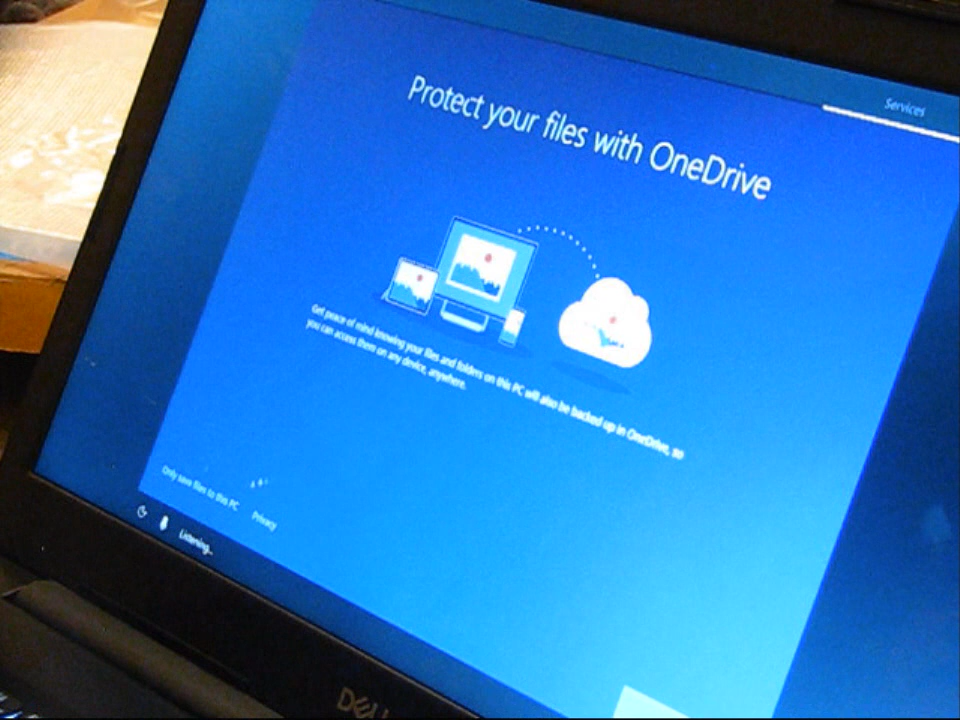 Services
Protect your files with OneDrive
Get peace of mind knowing your files and folders on this PC will also be backed up in OneDrive, so
you can access them on any device, anywhere.
Only save files to this PC
Privacy
Listening...
DELL